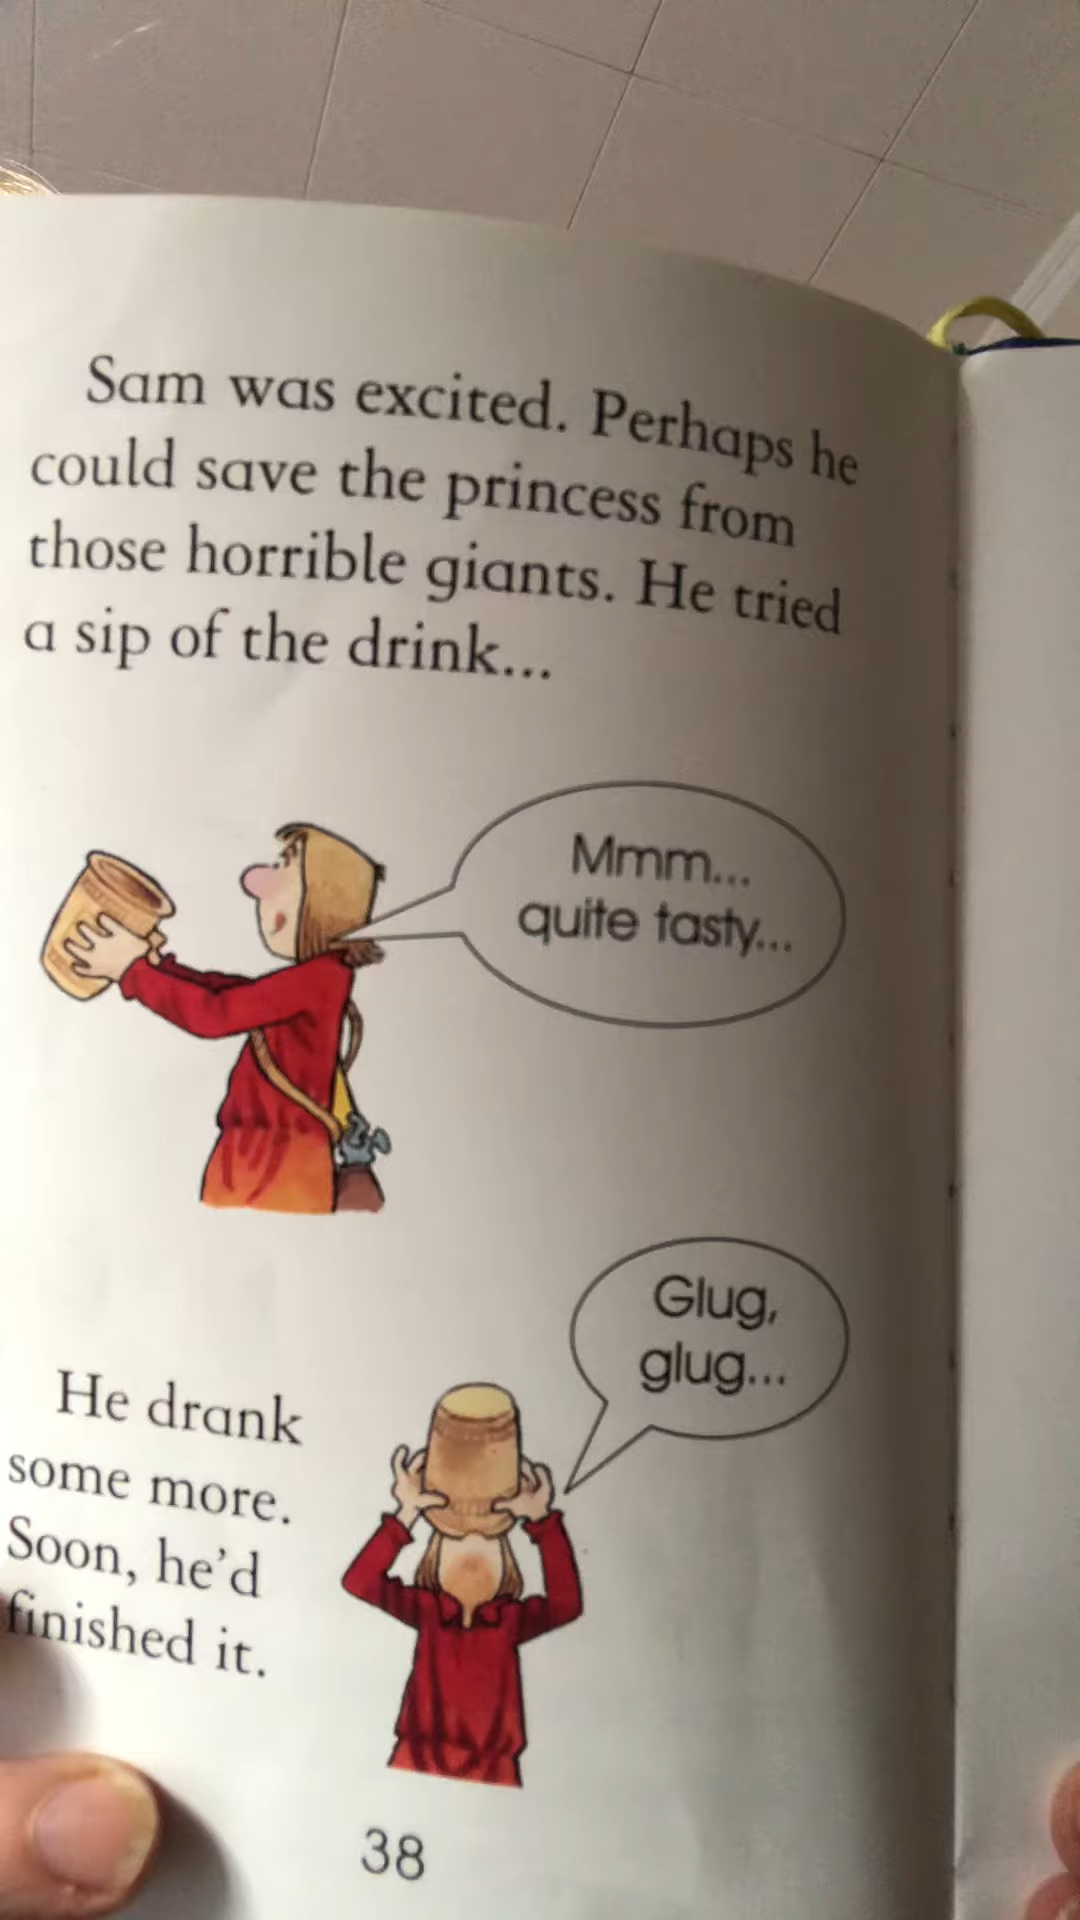 Sam was excited. Perhaps he
could save the princess from
those horrible giants. He tried
a sip of the drink...
Mmm...
quite tasty...
Glug,
glug...
He drank
some more.
Soon, he'd
finished it.
38